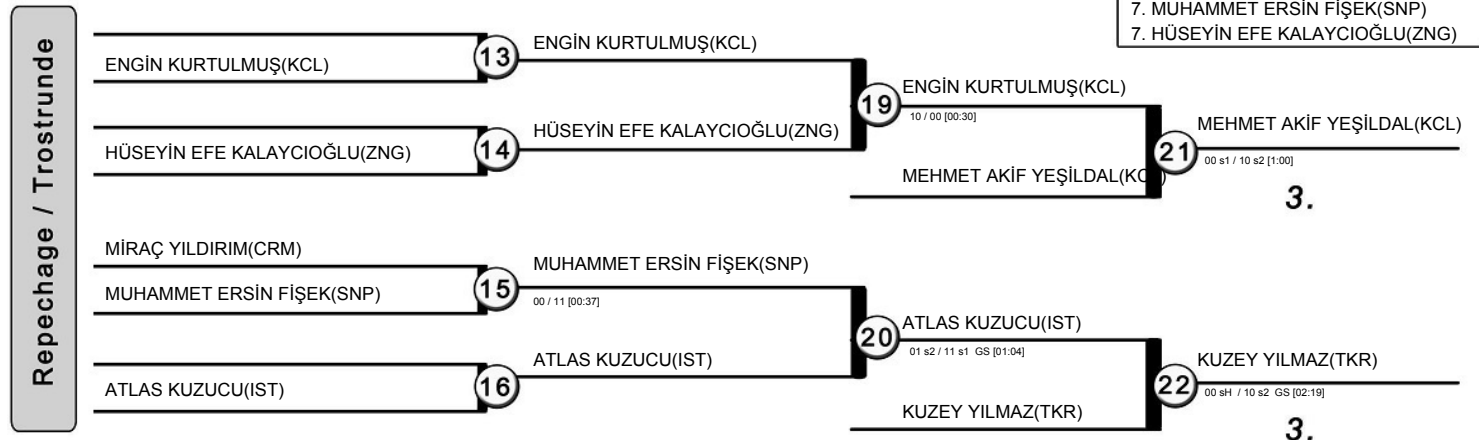 7. MUHAMMET ERSİN FİŞEK(SNP)
7. HÜSEYİN EFE KALAYCIOĞLU(ZNG)
Repechage / Trostrunde
ENGİN KURTULMUŞ(KCL)
13
ENGİN KURTULMUŞ(KCL)
HÜSEYİN EFE KALAYCIOĞLU(ZNG)
14
HÜSEYİN EFE KALAYCIOĞLU(ZNG)
19
ENGİN KURTULMUŞ(KCL)
10 / 00 [00:30]
MEHMET AKİF YEŞİLDAL(KCL)
21
MEHMET AKİF YEŞİLDAL(KCL)
00 s1 / 10 s2 [1:00]
3.
MİRAÇ YILDIRIM(CRM)
MUHAMMET ERSİN FİŞEK(SNP)
15
MUHAMMET ERSİN FİŞEK(SNP)
00 / 11 [00:37]
ATLAS KUZUCU(IST)
16
ATLAS KUZUCU(IST)
20
ATLAS KUZUCU(IST)
01 s2 / 11 s1 GS [01:04]
KUZEY YILMAZ(TKR)
22
KUZEY YILMAZ(TKR)
00 sH / 10 s2 GS [02:19]
3.